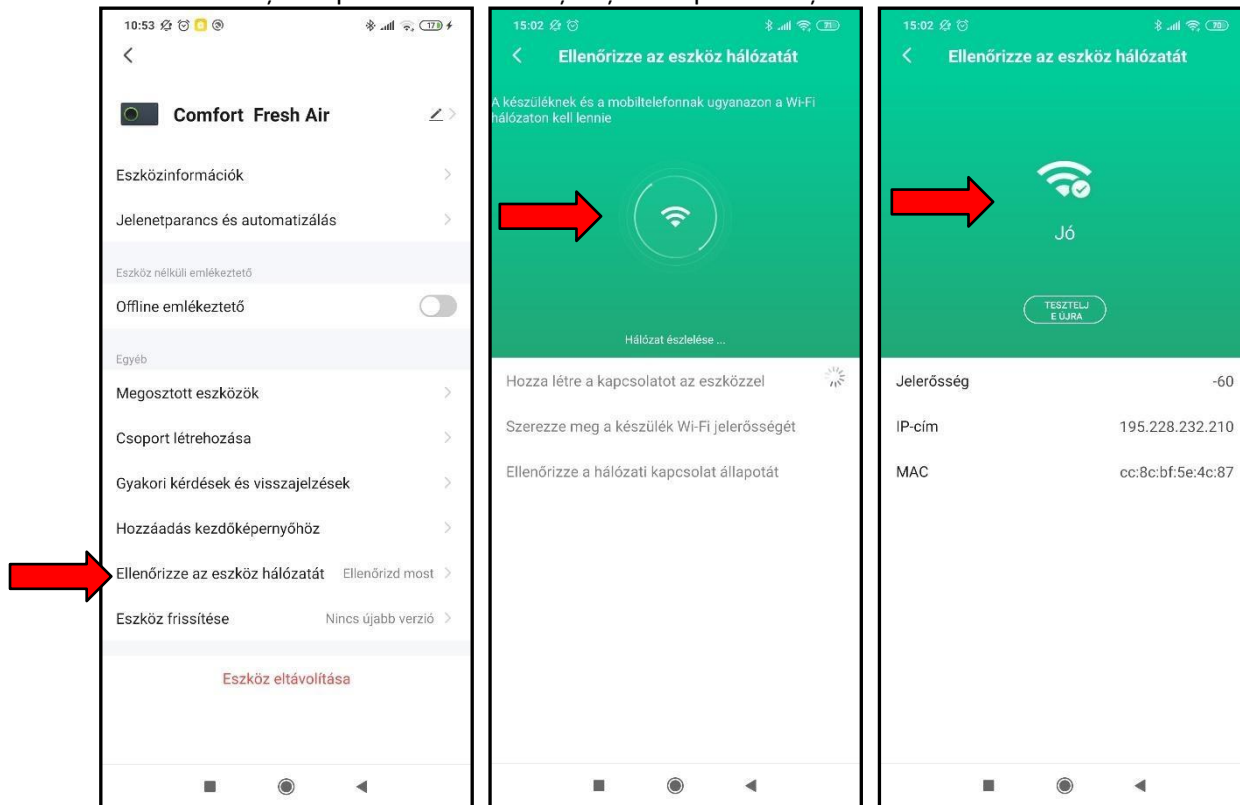 10:53
17
Comfort Fresh Air
Eszközinformációk
Jelenetparancs és automatizálás
Eszköz nélküli emlékeztető
Offline emlékeztető
Egyéb
Megosztott eszközök
Csoport létrehozása
Gyakori kérdések és visszajelzések
Hozzáadás kezdőképernyőhöz
Ellenőrizze az eszköz hálózatát Ellenőrizd most
Eszköz frissítése Nincs újabb verzió
Eszköz eltávolítása
15:02
71
Ellenőrizze az eszköz hálózatát
A készüléknek és a mobiltelefonnak ugyanazon a Wi-Fi
hálózaton kell lennie
Hálózat észlelése ...
Hozza létre a kapcsolatot az eszközzel
Szerezze meg a készülék Wi-Fi jelerősségét
Ellenőrizze a hálózati kapcsolat állapotát
15:02
70
Ellenőrizze az eszköz hálózatát
Jó
TESZTELJ
E ÚJRA
Jelerősség -60
IP-cím 195.228.232.210
MAC cc:8c:bf:5e:4c:87